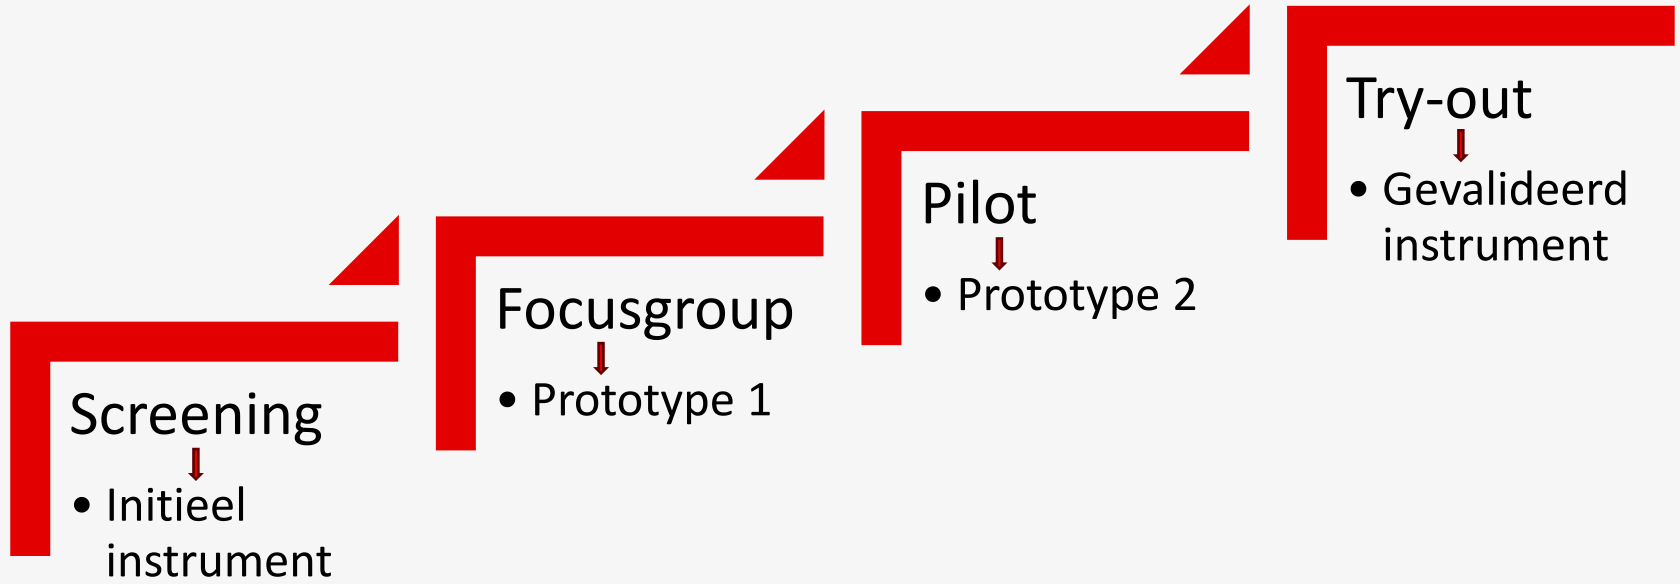 Screening
• Initieel
instrument
Focusgroup
• Prototype 1
Pilot
• Prototype 2
Try-out
• Gevalideerd
instrument